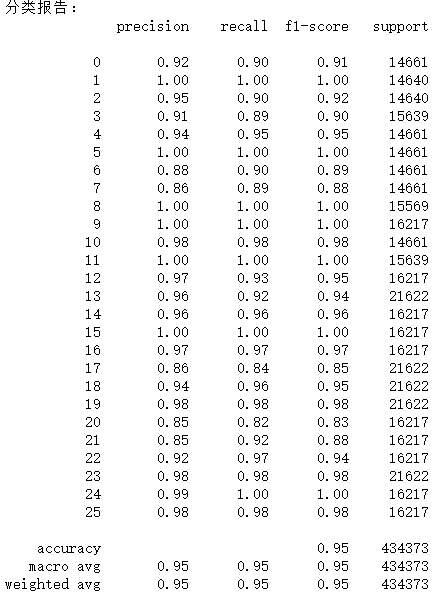 分类报告：
precision recall f1-score support
0 0.92 0.90 0.91 14661
1 1.00 1.00 1.00 14640
2 0.95 0.90 0.92 14640
3 0.91 0.89 0.90 15639
4 0.94 0.95 0.95 14661
5 1.00 1.00 1.00 14661
6 0.88 0.90 0.89 14661
7 0.86 0.89 0.88 14661
8 1.00 1.00 1.00 15569
9 1.00 1.00 1.00 16217
10 0.98 0.98 0.98 14661
11 1.00 1.00 1.00 15639
12 0.97 0.93 0.95 16217
13 0.96 0.92 0.94 21622
14 0.96 0.96 0.96 16217
15 1.00 1.00 1.00 16217
16 0.97 0.97 0.97 16217
17 0.86 0.84 0.85 21622
18 0.94 0.96 0.95 21622
19 0.98 0.98 0.98 21622
20 0.85 0.82 0.83 16217
21 0.85 0.92 0.88 16217
22 0.92 0.97 0.94 16217
23 0.98 0.98 0.98 21622
24 0.99 1.00 1.00 16217
25 0.98 0.98 0.98 16217
accuracy 0.95 434373
macro avg 0.95 0.95 0.95 434373
weighted avg 0.95 0.95 0.95 434373